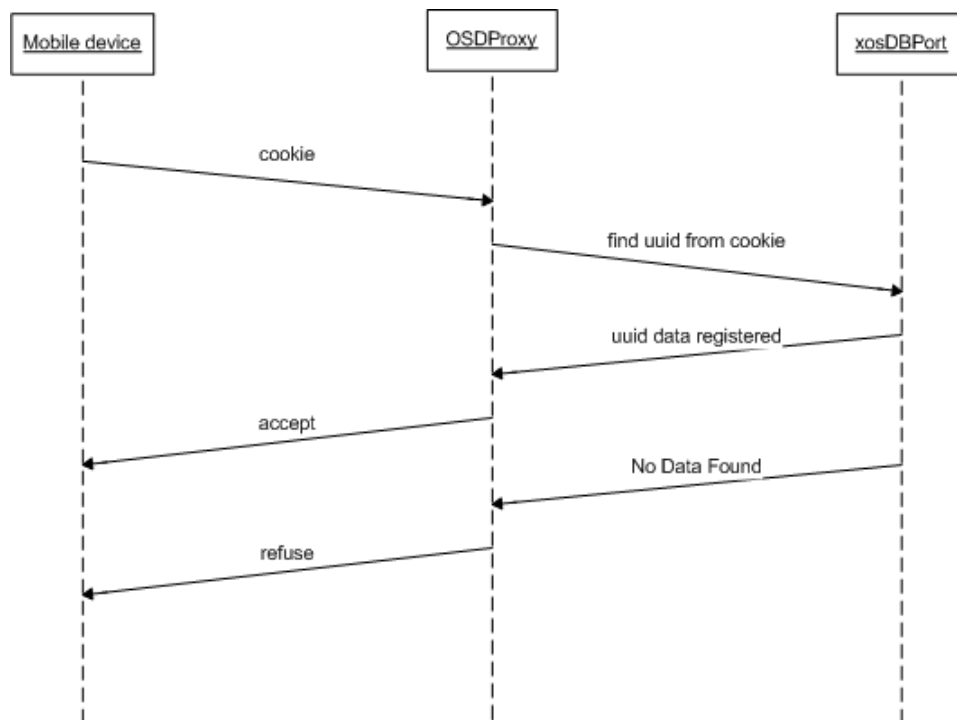 Mobile device
OSDProxy
xosDBPort
cookie
find uuid from cookie
uuid data registered
accept
No Data Found
refuse